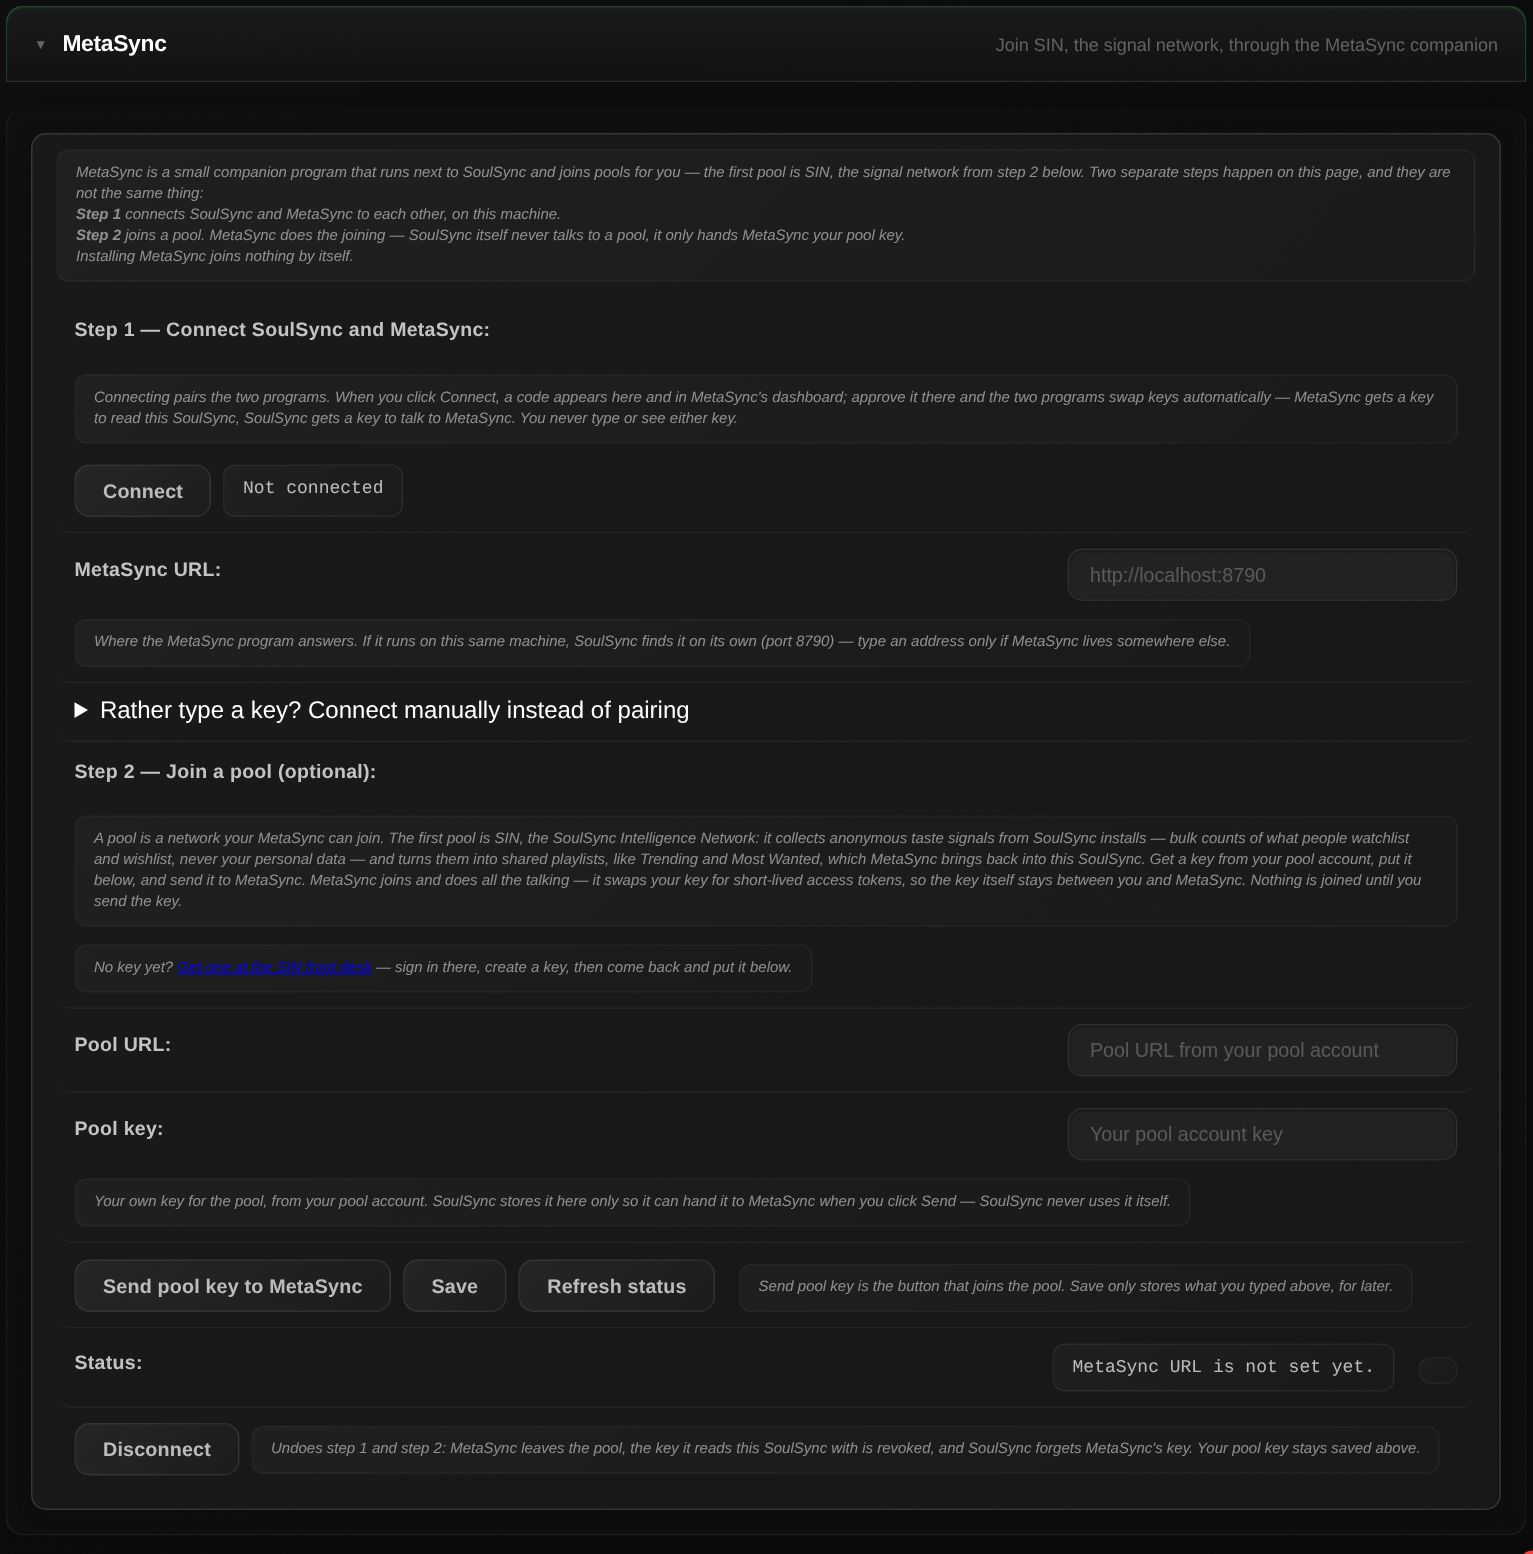 ▼ MetaSync
Join SIN, the signal network, through the MetaSync companion
MetaSync is a small companion program that runs next to SoulSync and joins pools for you — the first pool is SIN, the signal network from step 2 below. Two separate steps happen on this page, and they are
not the same thing:
Step 1 connects SoulSync and MetaSync to each other, on this machine.
Step 2 joins a pool. MetaSync does the joining — SoulSync itself never talks to a pool, it only hands MetaSync your pool key.
Installing MetaSync joins nothing by itself.
Step 1 — Connect SoulSync and MetaSync:
Connecting pairs the two programs. When you click Connect, a code appears here and in MetaSync's dashboard; approve it there and the two programs swap keys automatically — MetaSync gets a key
to read this SoulSync, SoulSync gets a key to talk to MetaSync. You never type or see either key.
Connect
Not connected
MetaSync URL:
http://localhost:8790
Where the MetaSync program answers. If it runs on this same machine, SoulSync finds it on its own (port 8790) — type an address only if MetaSync lives somewhere else.
▶ Rather type a key? Connect manually instead of pairing
Step 2 — Join a pool (optional):
A pool is a network your MetaSync can join. The first pool is SIN, the SoulSync Intelligence Network: it collects anonymous taste signals from SoulSync installs — bulk counts of what people watchlist
and wishlist, never your personal data — and turns them into shared playlists, like Trending and Most Wanted, which MetaSync brings back into this SoulSync. Get a key from your pool account, put it
below, and send it to MetaSync. MetaSync joins and does all the talking — it swaps your key for short-lived access tokens, so the key itself stays between you and MetaSync. Nothing is joined until you
send the key.
No key yet? Get one at the SIN front desk — sign in there, create a key, then come back and put it below.
Pool URL:
Pool URL from your pool account
Pool key:
Your pool account key
Your own key for the pool, from your pool account. SoulSync stores it here only so it can hand it to MetaSync when you click Send — SoulSync never uses it itself.
Send pool key to MetaSync
Save
Refresh status
Send pool key is the button that joins the pool. Save only stores what you typed above, for later.
Status:
MetaSync URL is not set yet.
Disconnect
Undoes step 1 and step 2: MetaSync leaves the pool, the key it reads this SoulSync with is revoked, and SoulSync forgets MetaSync's key. Your pool key stays saved above.